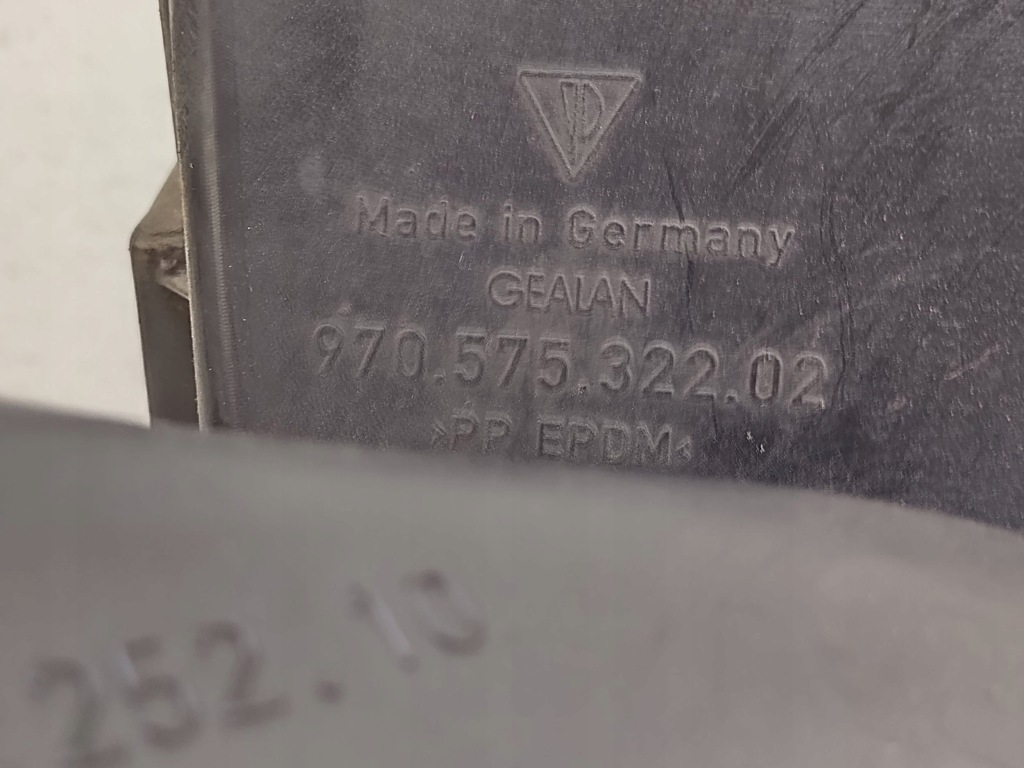 Made in Germany
GEALAN
970.575.322.02
>PP EPDM<
252.10